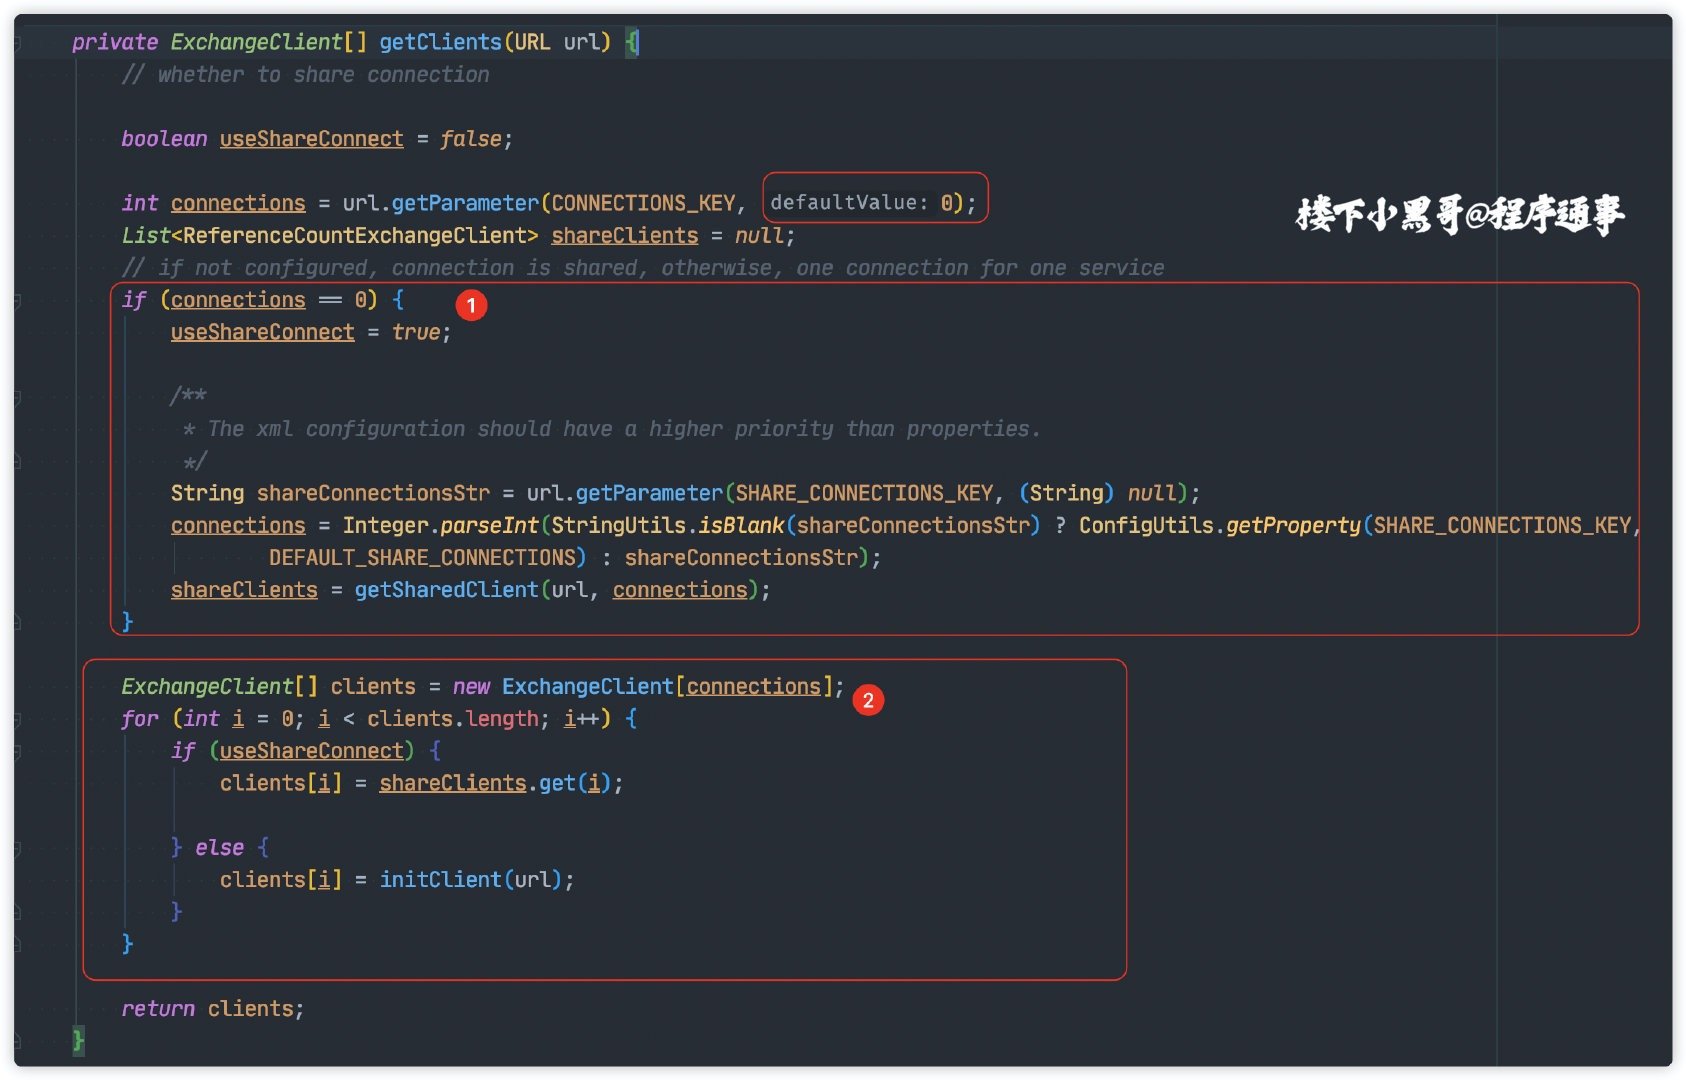 private ExchangeClient[] getClients(URL url) {
// whether to share connection
boolean useShareConnect = false;
int connections = url.getParameter(CONNECTIONS_KEY, defaultValue: 0);
楼下小黑哥@程序通事
List<ReferenceCountExchangeClient> shareClients = null;
// if not configured, connection is shared, otherwise, one connection for one service
if (connections == 0) {
1
useShareConnect = true;
/**
* The xml configuration should have a higher priority than properties.
*/
String shareConnectionsStr = url.getParameter(SHARE_CONNECTIONS_KEY, (String) null);
connections = Integer.parseInt(StringUtils.isBlank(shareConnectionsStr) ? ConfigUtils.getProperty(SHARE_CONNECTIONS_KEY,
DEFAULT_SHARE_CONNECTIONS) : shareConnectionsStr);
shareClients = getSharedClient(url, connections);
}
ExchangeClient[] clients = new ExchangeClient[connections];
2
for (int i = 0; i < clients.length; i++) {
if (useShareConnect) {
clients[i] = shareClients.get(i);
} else {
clients[i] = initClient(url);
}
}
return clients;
}